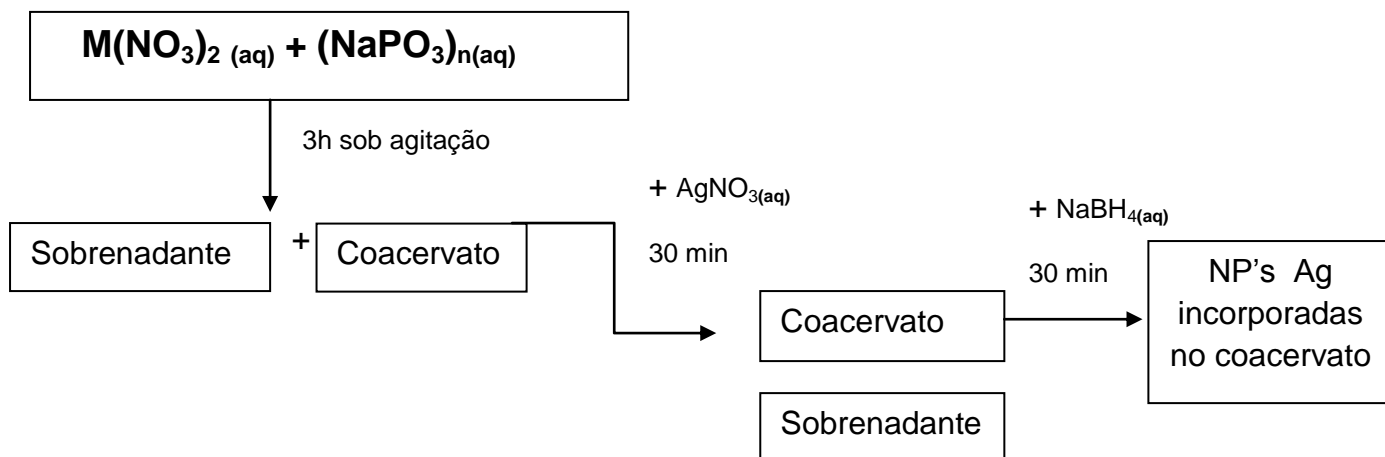 M(NO₃)₂ (aq) + (NaPO₃)n(aq)
3h sob agitação
+ AgNO₃(aq)
30 min
+ NaBH₄(aq)
30 min
Sobrenadante
+
Coacervato
Coacervato
Sobrenadante
NP's Ag
incorporadas
no coacervato